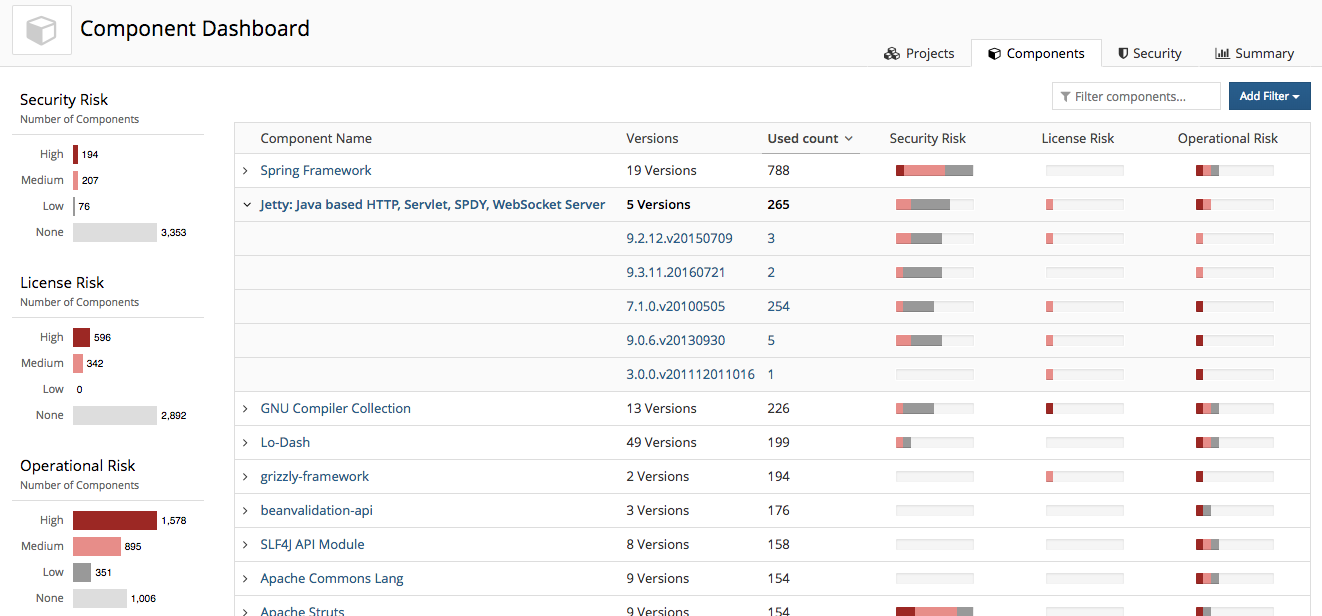 Component Dashboard
Projects
Components
Security
Summary
Filter components...
Add Filter
Security Risk
Number of Components
High 194
Medium 207
Low 76
None 3,353
License Risk
Number of Components
High 596
Medium 342
Low 0
None 2,892
Operational Risk
Number of Components
High 1,578
Medium 895
Low 351
None 1,006
Component Name Versions Used count Security Risk License Risk Operational Risk
Spring Framework 19 Versions 788
Jetty: Java based HTTP, Servlet, SPDY, WebSocket Server 5 Versions 265
9.2.12.v20150709 3
9.3.11.20160721 2
7.1.0.v20100505 254
9.0.6.v20130930 5
3.0.0.v201112011016 1
GNU Compiler Collection 13 Versions 226
Lo-Dash 49 Versions 199
grizzly-framework 2 Versions 194
beanvalidation-api 3 Versions 176
SLF4J API Module 8 Versions 158
Apache Commons Lang 9 Versions 154
Apache Struts 9 Versions 154